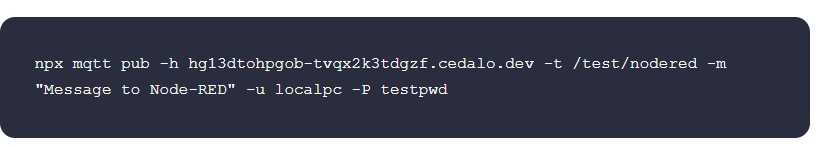 npx mqtt pub -h hg13dtohpgob-tvqx2k3tdgzf.cedalo.dev -t /test/nodered -m
"Message to Node-RED" -u localpc -P testpwd